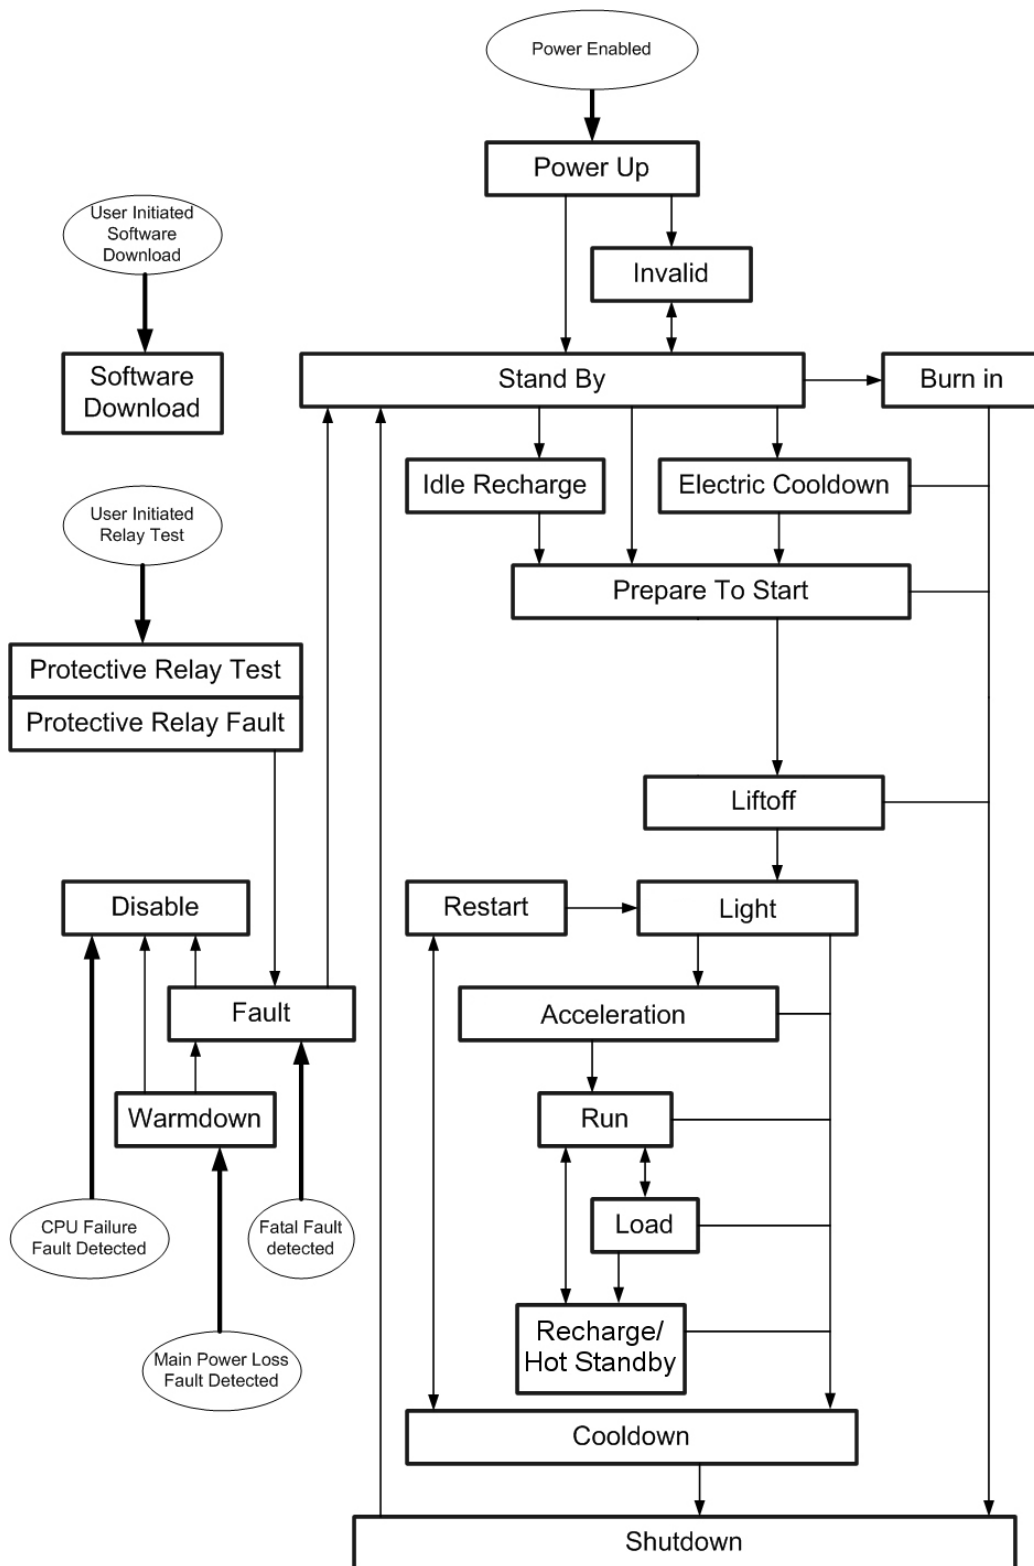 Power Enabled
Power Up
User Initiated
Software
Download
Invalid
Software
Download
Stand By
Burn in
Idle Recharge
Electric Cooldown
User Initiated
Relay Test
Prepare To Start
Protective Relay Test
Protective Relay Fault
Liftoff
Disable
Restart
Light
Fault
Acceleration
Warmdown
Run
CPU Failure
Fault Detected
Fatal Fault
detected
Load
Recharge/
Hot Standby
Main Power Loss
Fault Detected
Cooldown
Shutdown